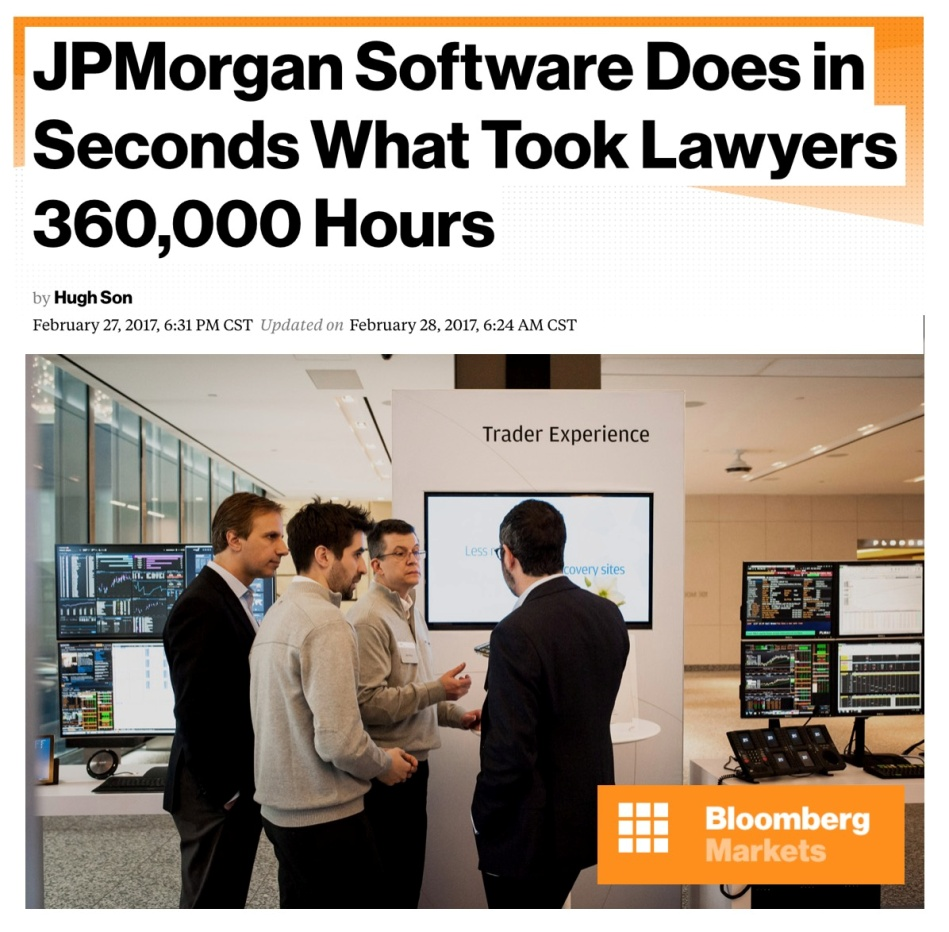 JPMorgan Software Does in
Seconds What Took Lawyers
360,000 Hours
by Hugh Son
February 27, 2017, 6:31 PM CST Updated on February 28, 2017, 6:24 AM CST
Trader Experience
Less
covery sites
Bloomberg
Markets